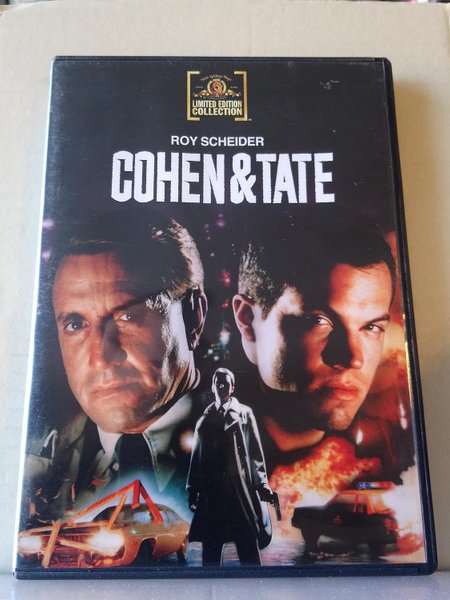 LIMITED EDITION
COLLECTION
ROY SCHEIDER
COHEN & TATE